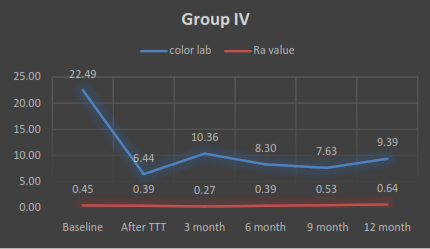 Group IV
color lab Ra value
25.00
20.00
15.00
10.00
5.00
0.00
22.49 6.44 10.36 8.30 7.63 9.39
0.45 0.39 0.27 0.39 0.53 0.64
Baseline After TTT 3 month 6 month 9 month 12 month